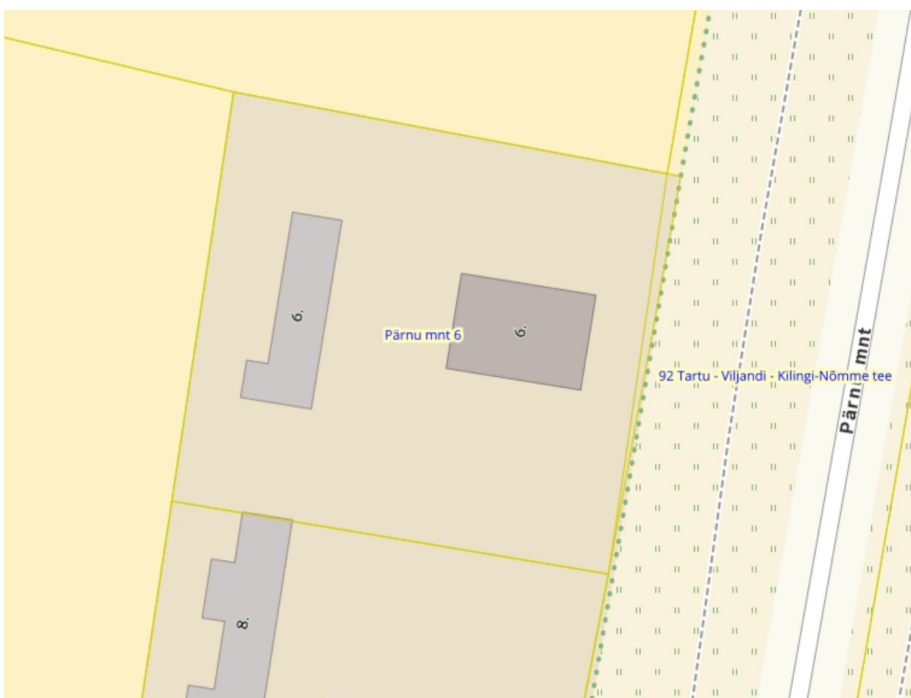 6.
Pärnu mnt 6
6.
92 Tartu - Viljandi - Kilingi-Nõmme tee
Pärnu mnt
8.